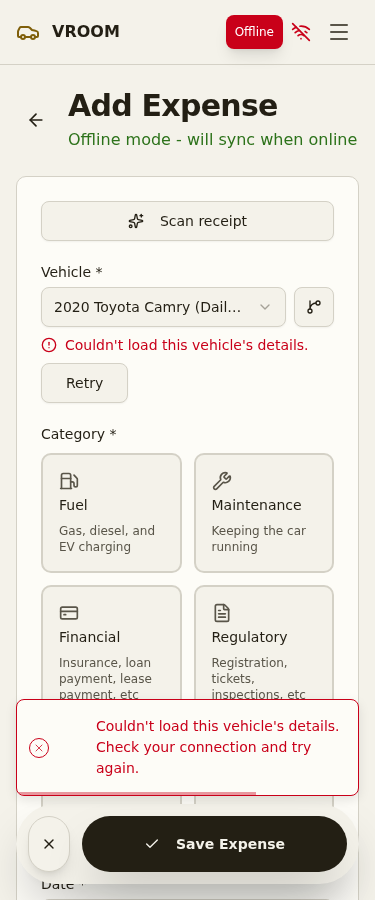 VROOM
Offline
Add Expense
Offline mode - will sync when online
Scan receipt
Vehicle *
2020 Toyota Camry (Dail...
Couldn't load this vehicle's details.
Retry
Category *
Fuel
Gas, diesel, and
EV charging
Maintenance
Keeping the car
running
Financial
Insurance, loan
payment, lease
payment, etc
Regulatory
Registration,
tickets,
inspections, etc
Couldn't load this vehicle's details.
Check your connection and try
again.
Save Expense
Date *